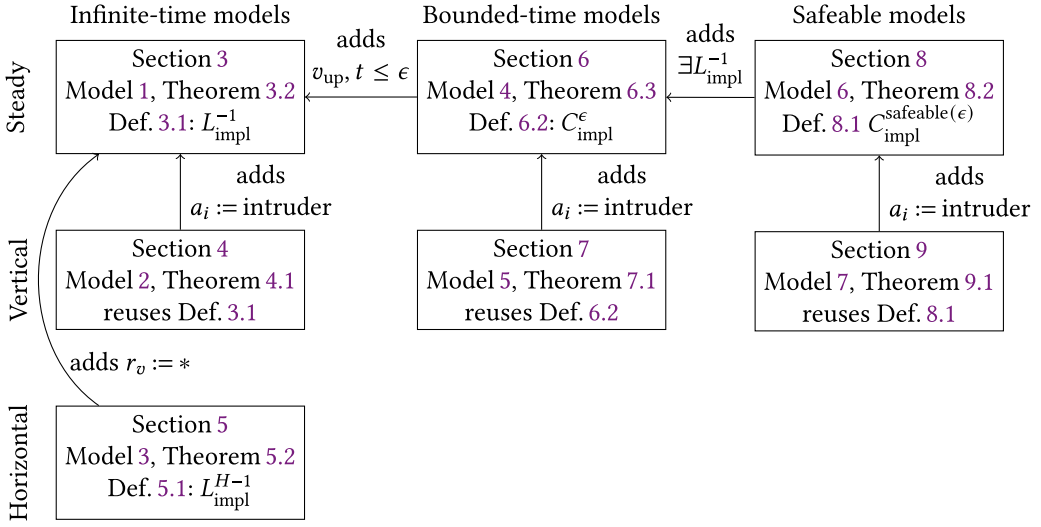 Infinite-time models
Bounded-time models
Safeable models
Steady
Section 3
Model 1, Theorem 3.2
Def. 3.1: L_impl^{-1}
adds
v_up, t ≤ ϵ
Section 6
Model 4, Theorem 6.3
Def. 6.2: C_impl^ϵ
adds
∃L_impl^{-1}
Section 8
Model 6, Theorem 8.2
Def. 8.1 C_impl^{safeable(ϵ)}
adds
a_i := intruder
adds
a_i := intruder
adds
a_i := intruder
Vertical
Section 4
Model 2, Theorem 4.1
reuses Def. 3.1
Section 7
Model 5, Theorem 7.1
reuses Def. 6.2
Section 9
Model 7, Theorem 9.1
reuses Def. 8.1
adds r_v := *
Horizontal
Section 5
Model 3, Theorem 5.2
Def. 5.1: L_impl^{H−1}